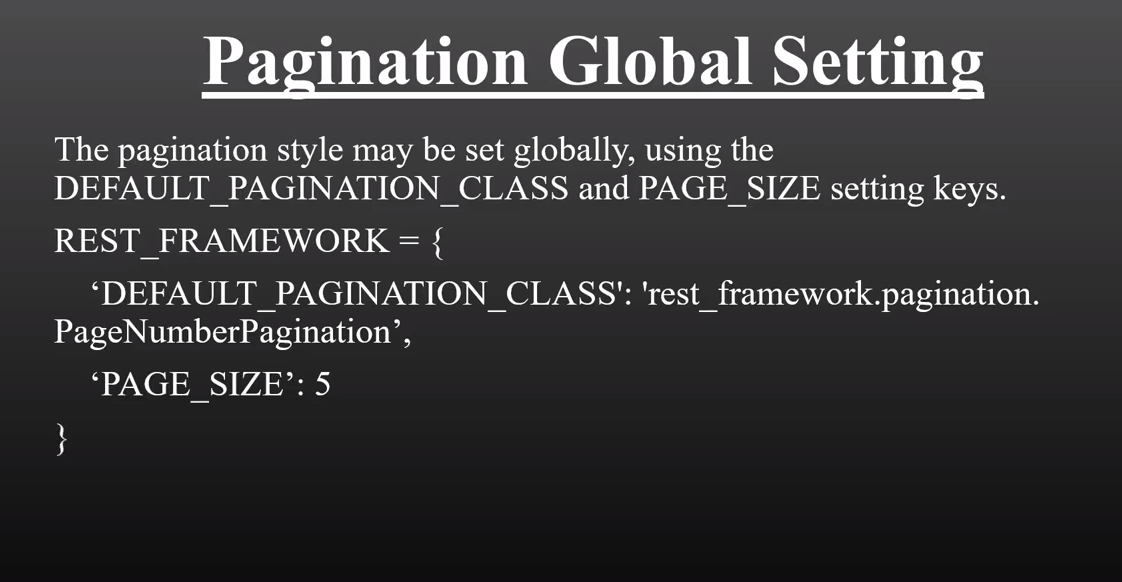 Pagination Global Setting
The pagination style may be set globally, using the
DEFAULT_PAGINATION_CLASS and PAGE_SIZE setting keys.
REST_FRAMEWORK = {
‘DEFAULT_PAGINATION_CLASS': 'rest_framework.pagination.
PageNumberPagination’,
‘PAGE_SIZE’: 5
}